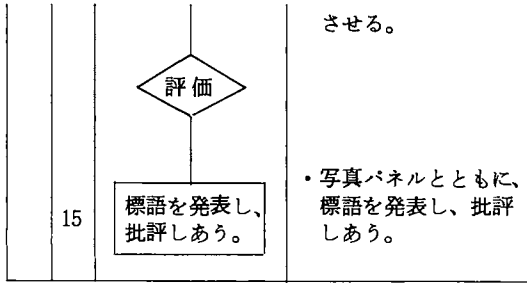 させる。
評価
15
標語を発表し、
批評しあう。
・写真パネルとともに、
標語を発表し、批評
しあう。